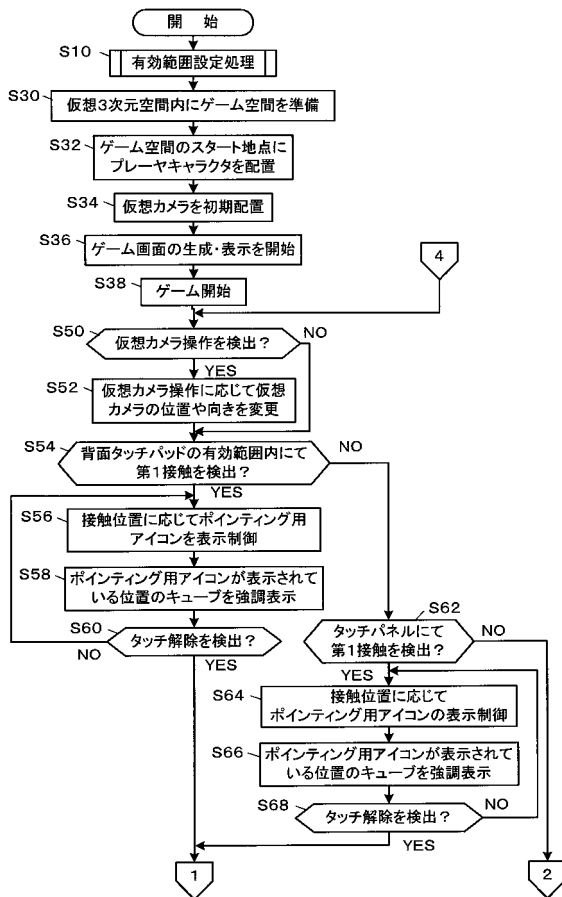 開 始
S10
有効範囲設定処理
S30
仮想3次元空間内にゲーム空間を準備
S32
ゲーム空間のスタート地点に
プレーヤキャラクタを配置
S34
仮想カメラを初期配置
S36
ゲーム画面の生成・表示を開始
4
S38
ゲーム開始
S50
仮想カメラ操作を検出？
NO
YES
S52
仮想カメラ操作に応じて仮想
カメラの位置や向きを変更
S54
背面タッチパッドの有効範囲内にて
第1接触を検出？
NO
YES
S56
接触位置に応じてポインティング用
アイコンを表示制御
S58
ポインティング用アイコンが表示されて
いる位置のキューブを強調表示
S60
タッチ解除を検出？
NO
YES
S62
タッチパネルにて
第1接触を検出？
NO
YES
S64
接触位置に応じて
ポインティング用アイコンの表示制御
S66
ポインティング用アイコンが表示されて
いる位置のキューブを強調表示
S68
タッチ解除を検出？
NO
YES
1
2